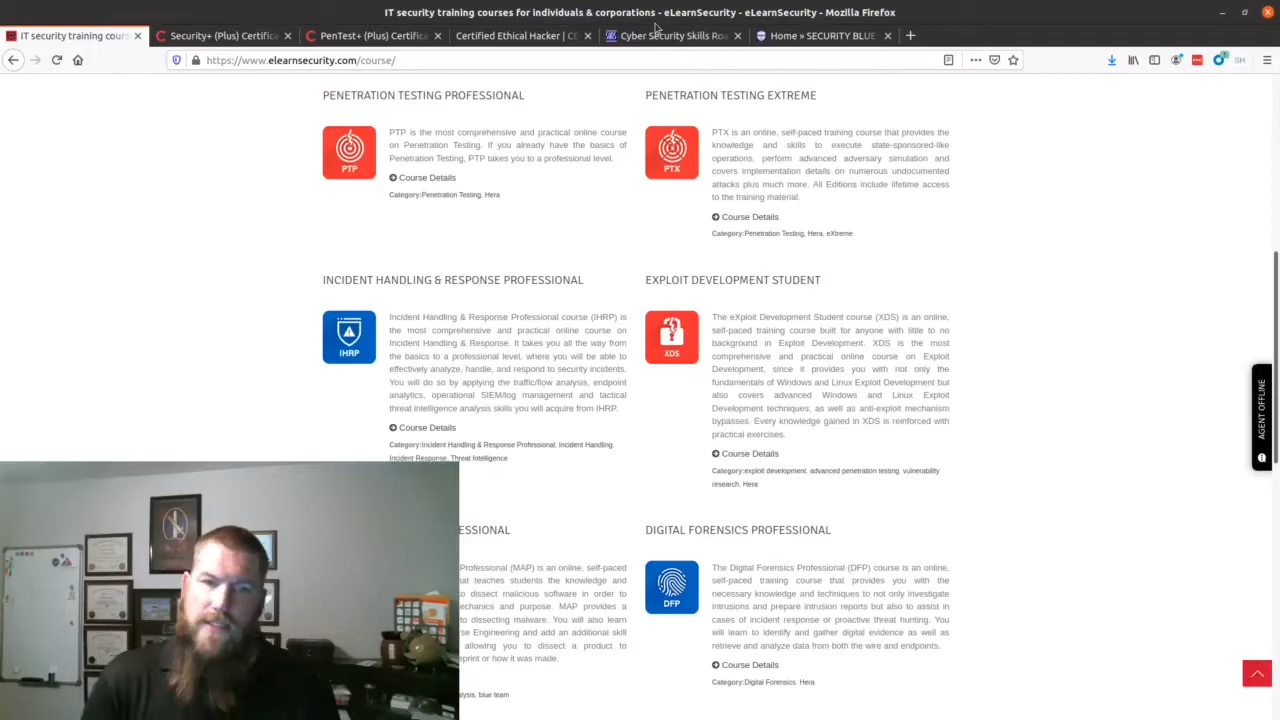 IT security training courses for individuals & corporations - eLearnSecurity - Mozilla Firefox
IT security training cours
Security+ (Plus) Certifica
PenTest+ (Plus) Certifica
Certified Ethical Hacker | CE
Cyber Security Skills Roa
Home » SECURITY BLUE
https://www.elearnsecurity.com/course/
SH
PENETRATION TESTING PROFESSIONAL
PTP
PTP is the most comprehensive and practical online course
on Penetration Testing. If you already have the basics of
Penetration Testing, PTP takes you to a professional level.
Course Details
Category:Penetration Testing, Hera
PENETRATION TESTING EXTREME
PTX
PTX is an online, self-paced training course that provides the
knowledge and skills to execute state-sponsored-like
operations, perform advanced adversary simulation and
covers implementation details on numerous undocumented
attacks plus much more. All Editions include lifetime access
to the training material.
Course Details
Category:Penetration Testing, Hera, eXtreme
INCIDENT HANDLING & RESPONSE PROFESSIONAL
IHRP
Incident Handling & Response Professional course (IHRP) is
the most comprehensive and practical online course on
Incident Handling & Response. It takes you all the way from
the basics to a professional level, where you will be able to
effectively analyze, handle, and respond to security incidents.
You will do so by applying the traffic/flow analysis, endpoint
analytics, operational SIEM/log management and tactical
threat intelligence analysis skills you will acquire from IHRP.
Course Details
Category:Incident Handling & Response Professional, Incident Handling,
Incident Response, Threat Intelligence
EXPLOIT DEVELOPMENT STUDENT
XDS
The eXploit Development Student course (XDS) is an online,
self-paced training course built for anyone with little to no
background in Exploit Development. XDS is the most
comprehensive and practical online course on Exploit
Development, since it provides you with not only the
fundamentals of Windows and Linux Exploit Development but
also covers advanced Windows and Linux Exploit
Development techniques, as well as anti-exploit mechanism
bypasses. Every knowledge gained in XDS is reinforced with
practical exercises.
Course Details
Category:exploit development, advanced penetration testing, vulnerability
research, Hera
AGENT OFFLINE
ESSIONAL
Professional (MAP) is an online, self-paced
hat teaches students the knowledge and
o dissect malicious software in order to
echanics and purpose. MAP provides a
to dissecting malware. You will also learn
se Engineering and add an additional skill
allowing you to dissect a product to
eprint or how it was made.
alysis, blue team
DIGITAL FORENSICS PROFESSIONAL
DFP
The Digital Forensics Professional (DFP) course is an online,
self-paced training course that provides you with the
necessary knowledge and techniques to not only investigate
intrusions and prepare intrusion reports but also to assist in
cases of incident response or proactive threat hunting. You
will learn to identify and gather digital evidence as well as
retrieve and analyze data from both the wire and endpoints.
Course Details
Category:Digital Forensics, Hera